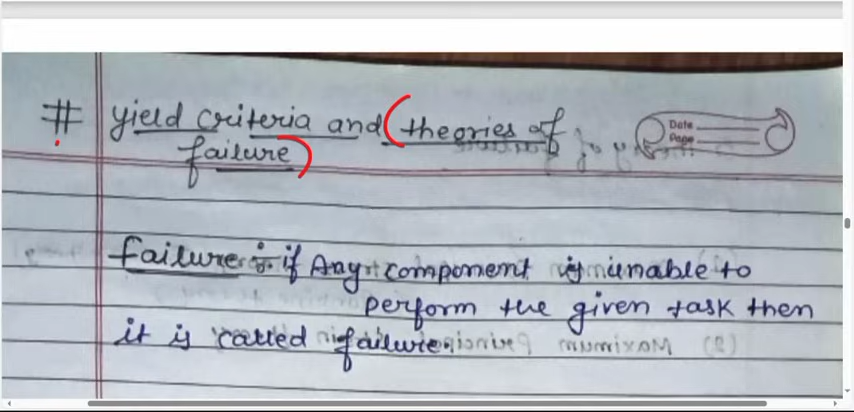 # Yield criteria and (theories of
failure)
Date
Page
failure :- if Any component is unable to
perform the given task then
it is called failure